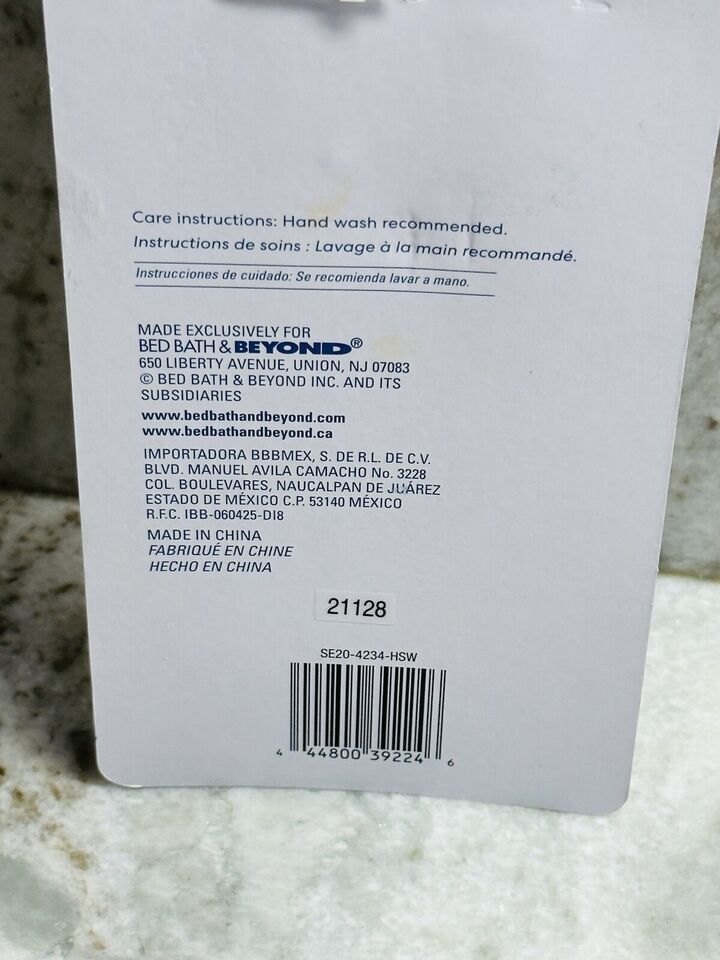 Care instructions: Hand wash recommended.
Instructions de soins : Lavage à la main recommandé.
Instrucciones de cuidado: Se recomienda lavar a mano.
MADE EXCLUSIVELY FOR
BED BATH & BEYOND®
650 LIBERTY AVENUE, UNION, NJ 07083
© BED BATH & BEYOND INC. AND ITS
SUBSIDIARIES
www.bedbathandbeyond.com
www.bedbathandbeyond.ca
IMPORTADORA BBBMEX, S. DE R.L. DE C.V.
BLVD. MANUEL AVILA CAMACHO No. 3228
COL. BOULEVARES, NAUCALPAN DE JUÁREZ
ESTADO DE MÉXICO C.P. 53140 MÉXICO
R.F.C. IBB-060425-DI8
MADE IN CHINA
FABRIQUÉ EN CHINE
HECHO EN CHINA
21128
SE20-4234-HSW
4 44800 39224 6